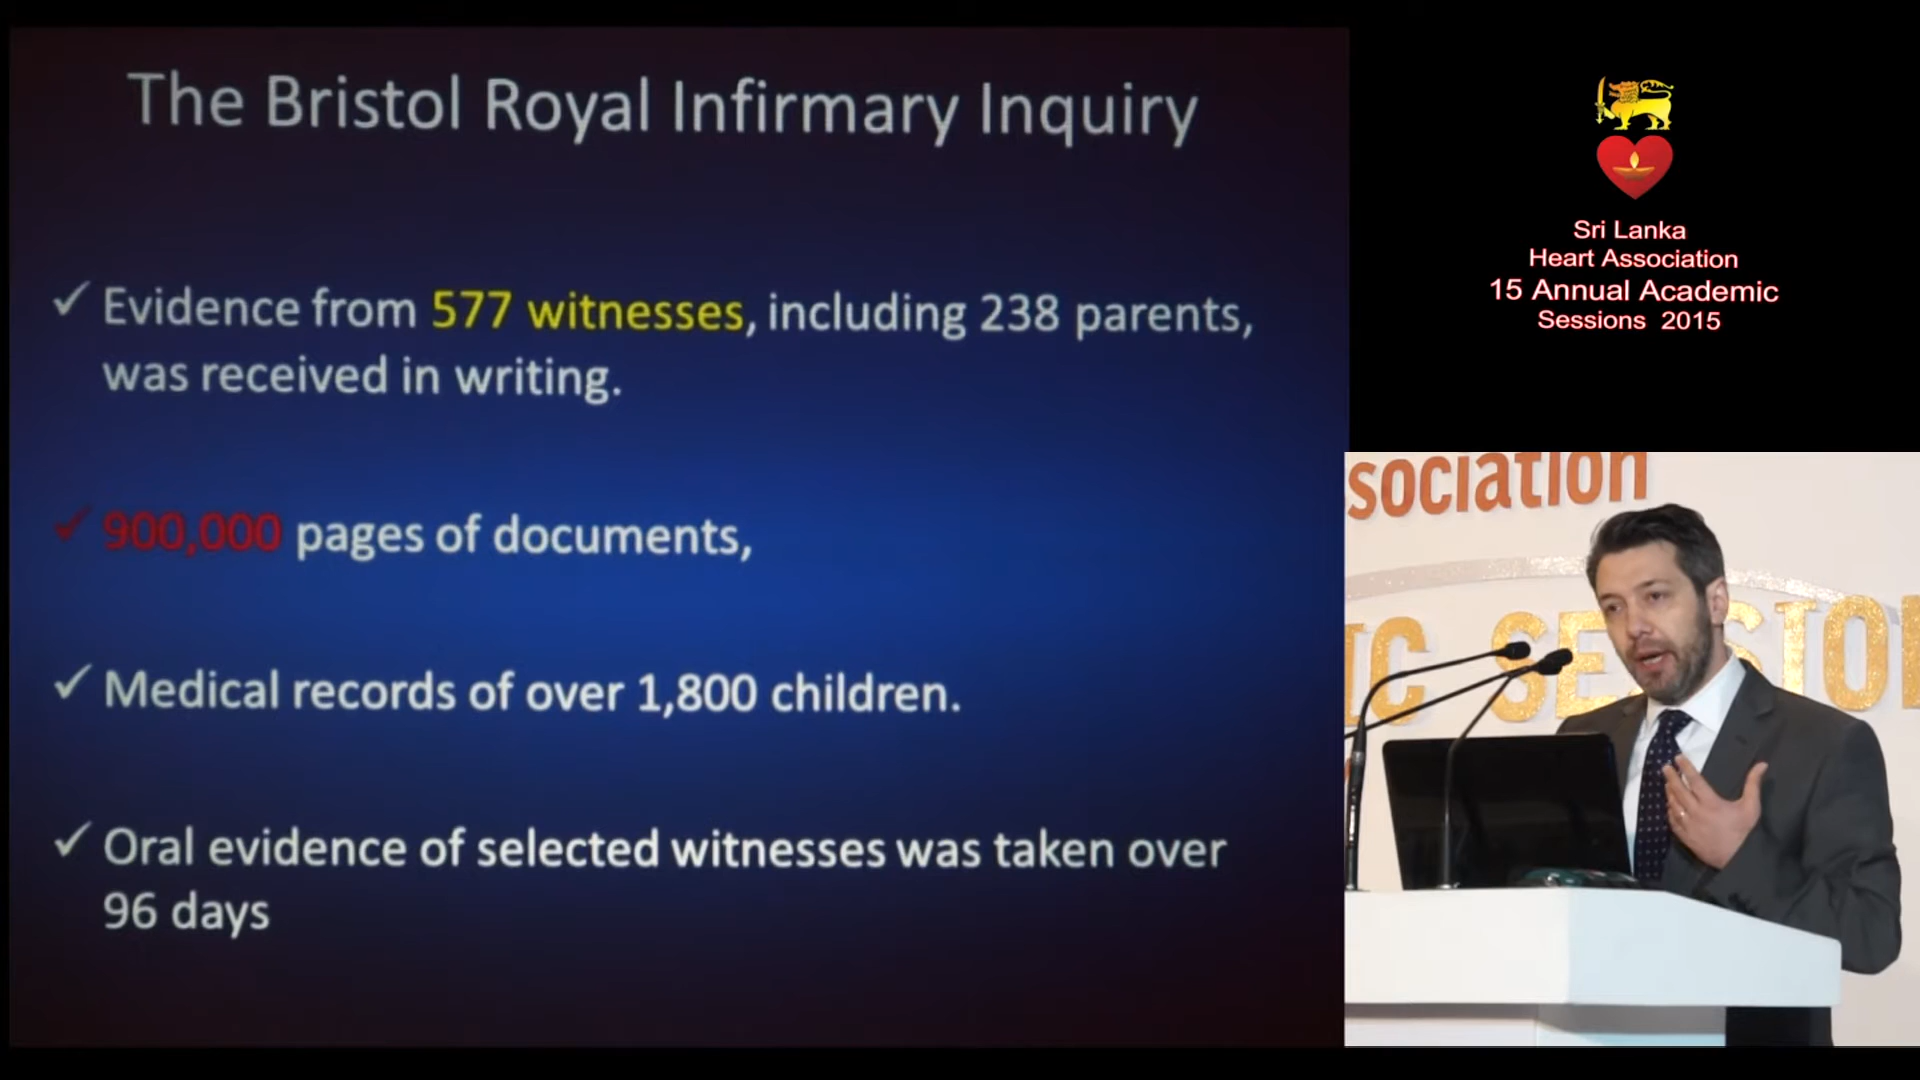 The Bristol Royal Infirmary Inquiry
✓ Evidence from 577 witnesses, including 238 parents,
was received in writing.
✓ 900,000 pages of documents,
✓ Medical records of over 1,800 children.
✓ Oral evidence of selected witnesses was taken over
96 days
Sri Lanka
Heart Association
15 Annual Academic
Sessions 2015
sociation
IC SESSION